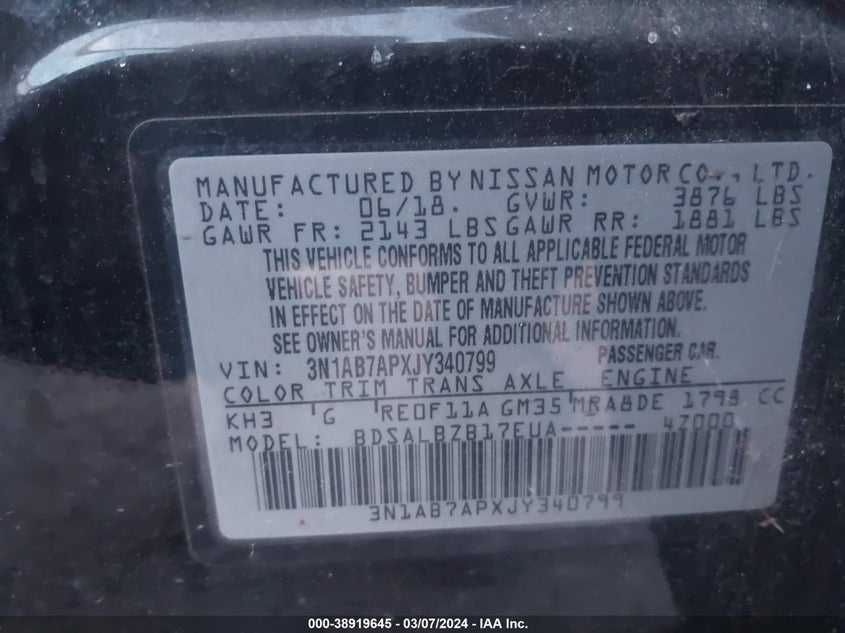 MANUFACTURED BY NISSAN MOTOR CO., LTD.
DATE: 06/18. GVWR: 3876 LBS
GAWR FR: 2143 LBS GAWR RR: 1881 LBS
THIS VEHICLE CONFORMS TO ALL APPLICABLE FEDERAL MOTOR
VEHICLE SAFETY, BUMPER AND THEFT PREVENTION STANDARDS
IN EFFECT ON THE DATE OF MANUFACTURE SHOWN ABOVE.
SEE OWNER'S MANUAL FOR ADDITIONAL INFORMATION.
VIN: 3N1AB7APXJY340799 PASSENGER CAR.
COLOR TRIM TRANS AXLE ENGINE
KH3 G RE0F11A GM35 MRA8DE 1798 CC
MODEL: BDSALBZB17EUA----- 4Z000
3N1AB7APXJY340799
000-38919645 - 03/07/2024 - IAA Inc.